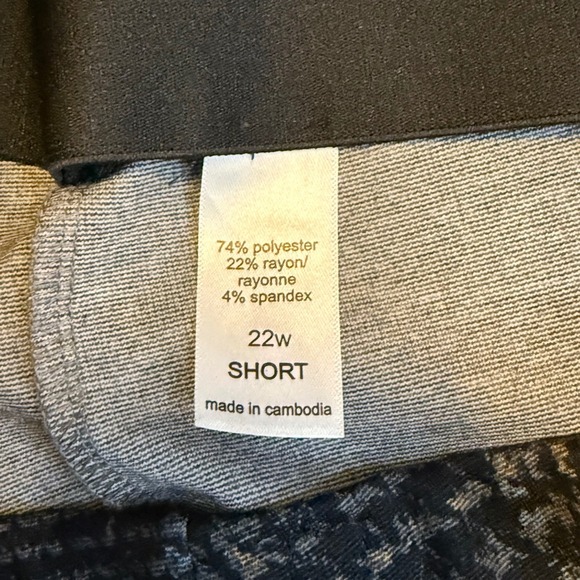 74% polyester
22% rayon/
rayonne
4% spandex
22w
SHORT
made in cambodia